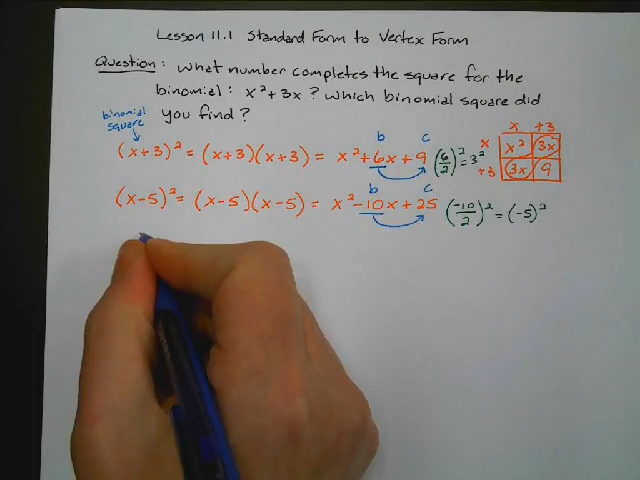 Lesson 11.1 Standard Form to Vertex Form
Question: What number completes the square for the
binomial: x² + 3x? Which binomial square did
you find?
binomial
square
(x+3)² = (x+3)(x+3) = x² + 6x + 9 (6/2)² = 3²
b c
x +3
x x² 3x
+3 3x 9
(x-5)² = (x-5)(x-5) = x² - 10x + 25 (-10/2)² = (-5)²
b c